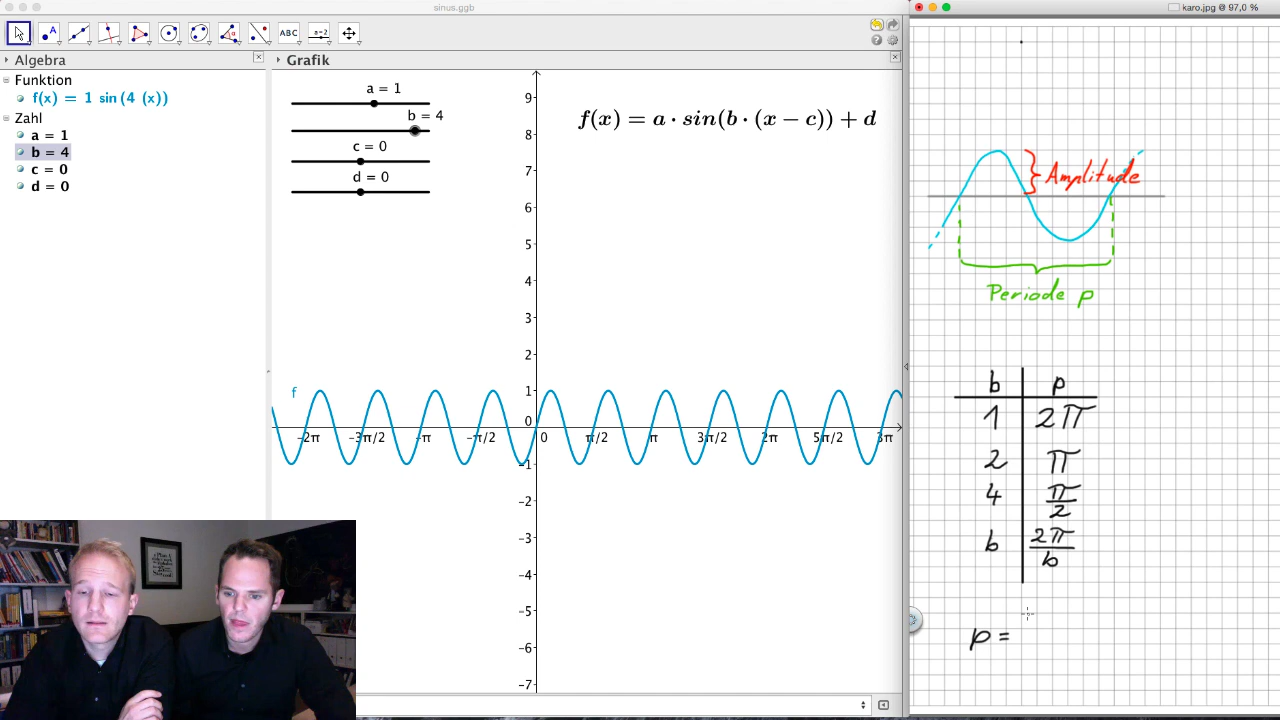 sinus.ggb
karo.jpg @ 97,0 %
ABC
a=2
Algebra
Grafik
Funktion
f(x) = 1 sin(4 (x))
Zahl
a = 1
b = 4
c = 0
d = 0
a = 1
b = 4
c = 0
d = 0
f(x) = a · sin(b · (x − c)) + d
9
8
7
6
5
4
3
2
1
0
-1
-2
-3
-4
-5
-6
-7
f
-2π -3π/2 -π -π/2 0 π/2 π 3π/2 2π 5π/2 3π
Amplitude
Periode p
b p
1 2π
2 π
4 π/2
b 2π/b
p =